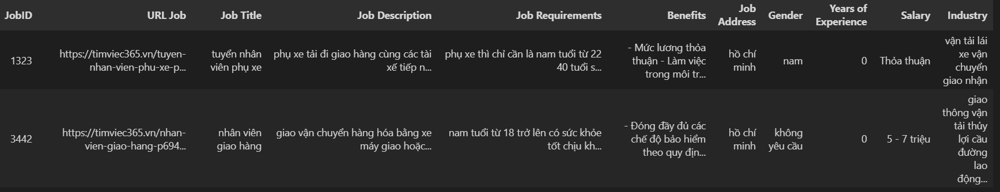 JobID URL Job Job Title Job Description Job Requirements Benefits Job Address Gender Years of Experience Salary Industry
1323 https://timviec365.vn/tuyen-nhan-vien-phu-xe-p... tuyển nhân viên phụ xe phụ xe tải đi giao hàng cùng các tài xế tiếp n... phụ xe thì chỉ cần là nam tuổi từ 22 40 tuổi s... - Mức lương thỏa thuận - Làm việc trong môi tr... hồ chí minh nam 0 Thỏa thuận vận tải lái xe vận chuyển giao nhận
3442 https://timviec365.vn/nhan-vien-giao-hang-p694... nhân viên giao hàng giao vận chuyển hàng hóa bằng xe máy giao hoặc... nam tuổi từ 18 trở lên có sức khỏe tốt chịu kh... - Đóng đầy đủ các chế độ bảo hiểm theo quy địn... hồ chí minh không yêu cầu 0 5 - 7 triệu giao thông vận tải thủy lợi cầu đường lao động...